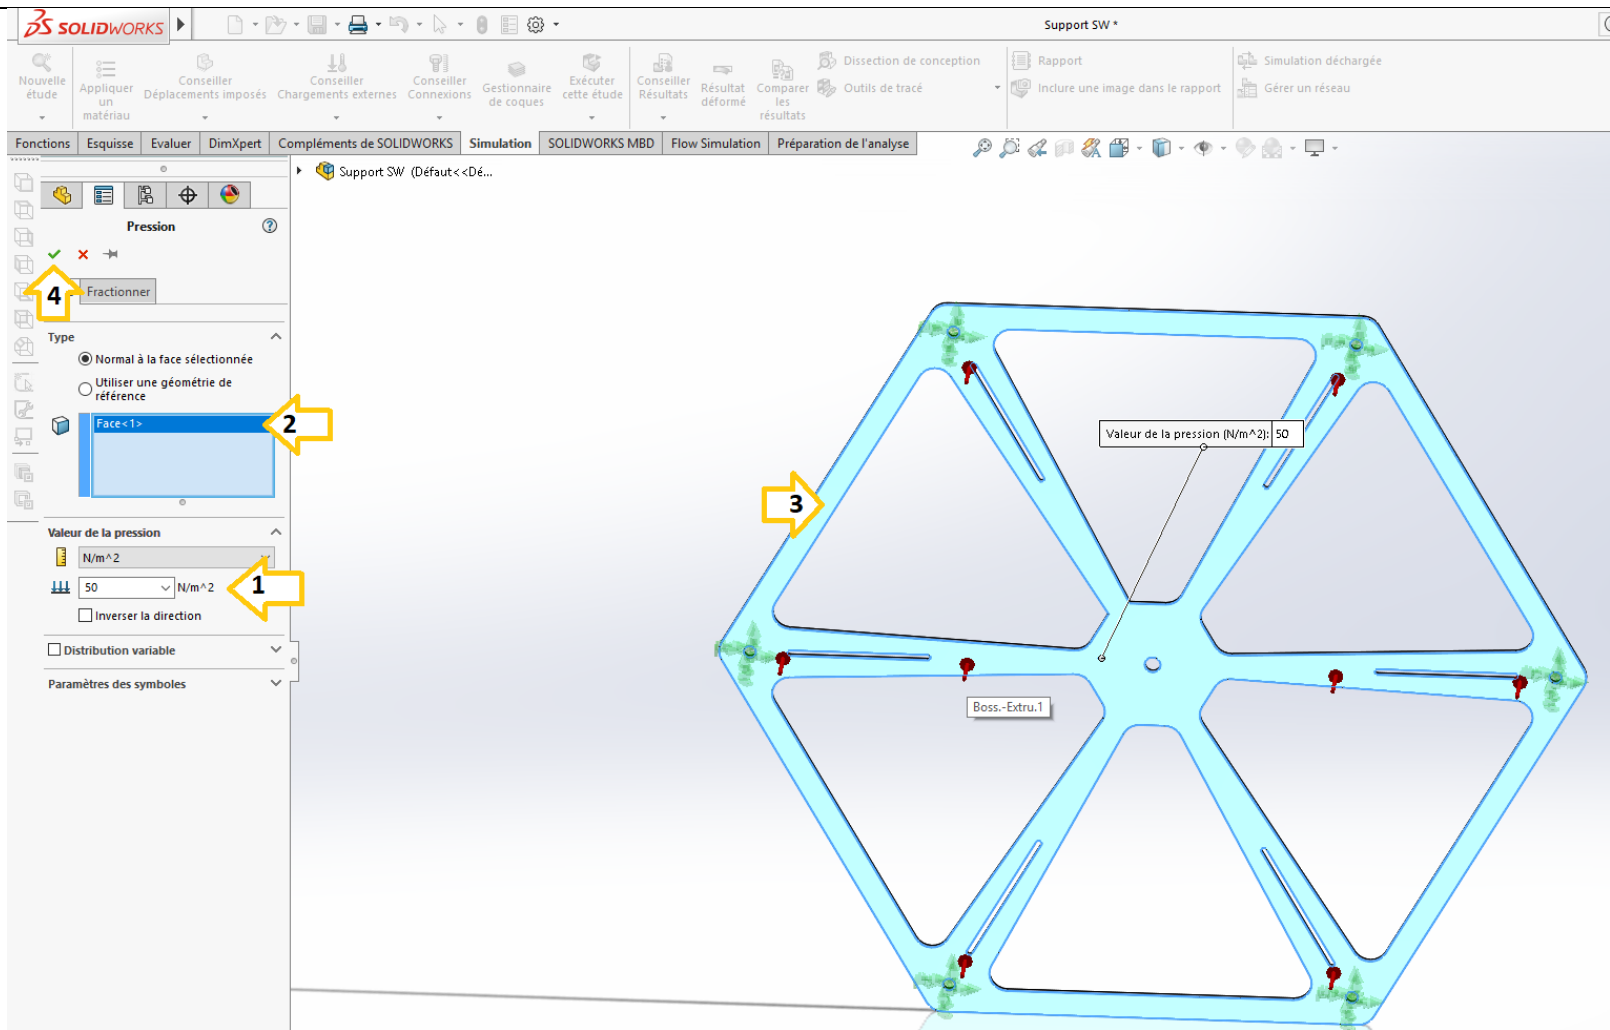 SOLIDWORKS
Support SW *
Nouvelle étude
Appliquer un matériau
Conseiller Déplacements imposés
Conseiller Chargements externes
Conseiller Connexions
Gestionnaire de coques
Exécuter cette étude
Conseiller Résultats
Résultat déformé
Comparer les résultats
Dissection de conception
Outils de tracé
Rapport
Inclure une image dans le rapport
Simulation déchargée
Gérer un réseau
Fonctions Esquisse Evaluer DimXpert Compléments de SOLIDWORKS Simulation SOLIDWORKS MBD Flow Simulation Préparation de l'analyse
Support SW (Défaut<<Dé...
Pression
4
Fractionner
Type
Normal à la face sélectionnée
Utiliser une géométrie de
référence
Face<1>
2
Valeur de la pression (N/m^2): 50
3
Valeur de la pression
N/m^2
50 N/m^2
1
Inverser la direction
Distribution variable
Paramètres des symboles
Boss.-Extru.1